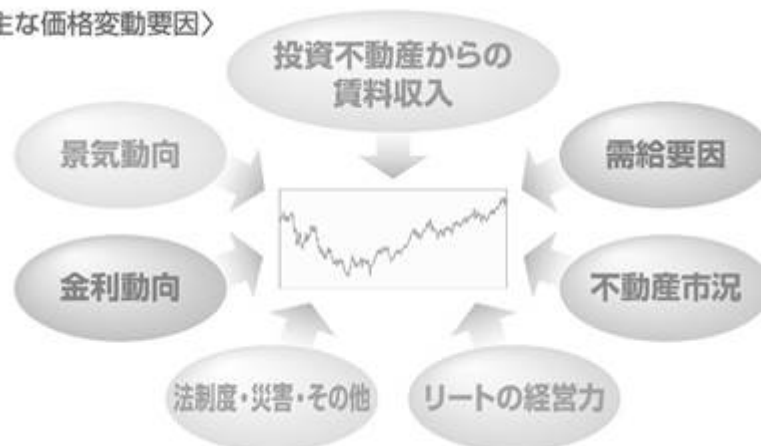 主な価格変動要因〉
投資不動産からの
賃料収入
景気動向
需給要因
金利動向
不動産市況
法制度・災害・その他
リートの経営力